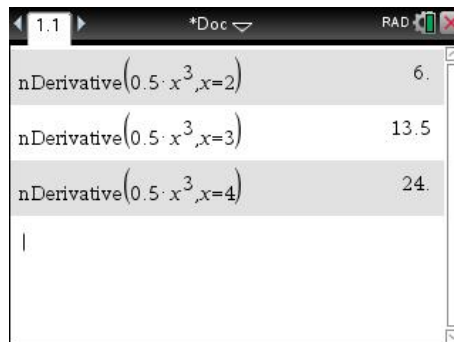 1.1 *Doc RAD
nDerivative(0.5·x³,x=2) 6.
nDerivative(0.5·x³,x=3) 13.5
nDerivative(0.5·x³,x=4) 24.